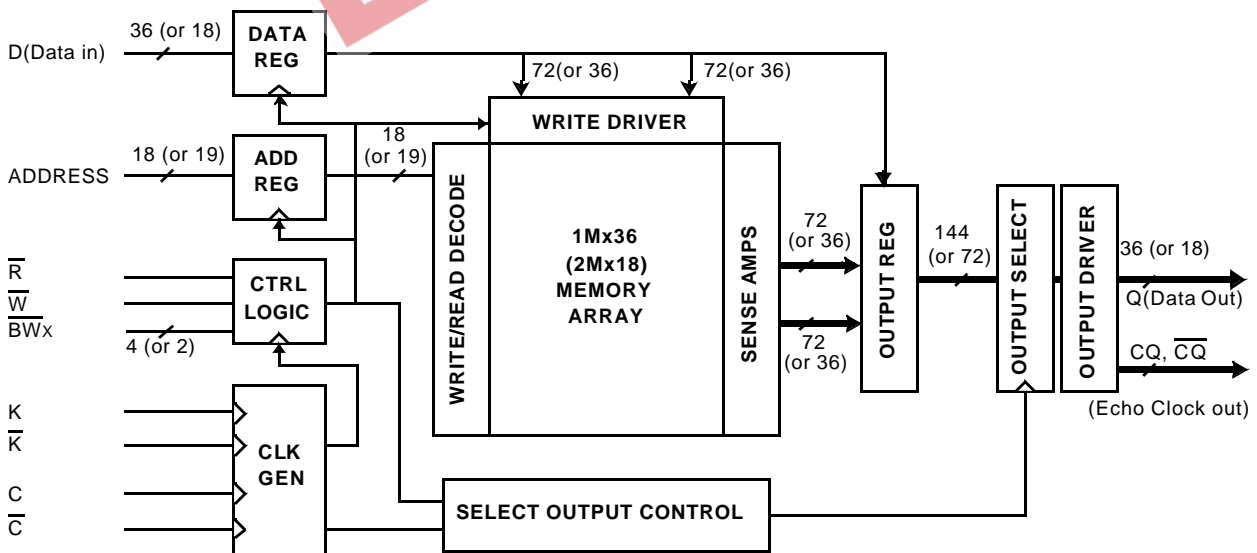 36 (or 18)
D(Data in)
DATA
REG
72(or 36)
72(or 36)
WRITE DRIVER
18
(or 19)
18 (or 19)
ADDRESS
ADD
REG
WRITE/READ DECODE
1Mx36
(2Mx18)
MEMORY
ARRAY
SENSE AMPS
72
(or 36)
72
(or 36)
OUTPUT REG
144
(or 72)
OUTPUT SELECT
OUTPUT DRIVER
36 (or 18)
Q(Data Out)
CQ, C̅Q̅
(Echo Clock out)
R̅
W̅
B̅W̅X
4 (or 2)
CTRL
LOGIC
K
K̅
C
C̅
CLK
GEN
SELECT OUTPUT CONTROL